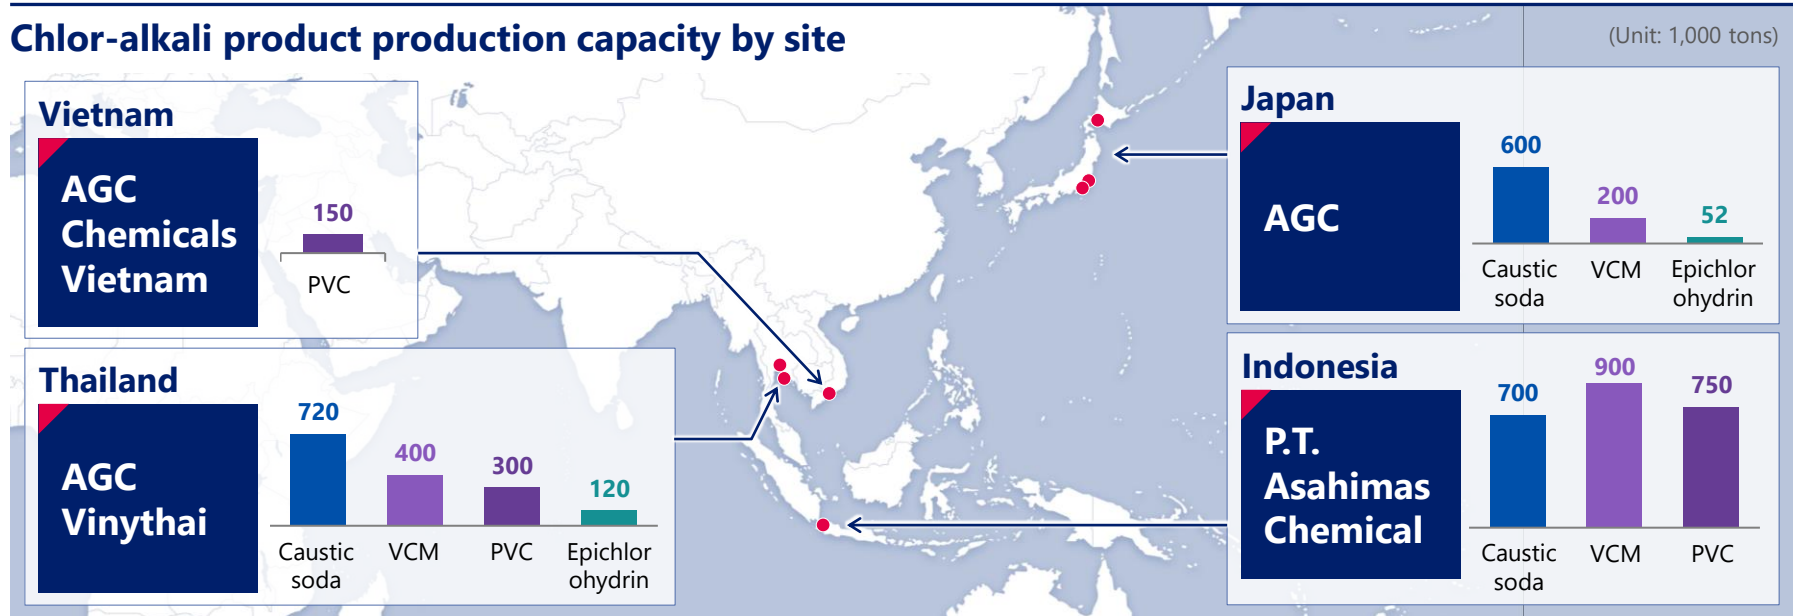 Chlor-alkali product production capacity by site
(Unit: 1,000 tons)
Vietnam
AGC
Chemicals
Vietnam
150
PVC
Thailand
AGC
Vinythai
720
400
300
120
Caustic
soda
VCM
PVC
Epichlor
ohydrin
Japan
AGC
600
200
52
Caustic
soda
VCM
Epichlor
ohydrin
Indonesia
P.T.
Asahimas
Chemical
700
900
750
Caustic
soda
VCM
PVC